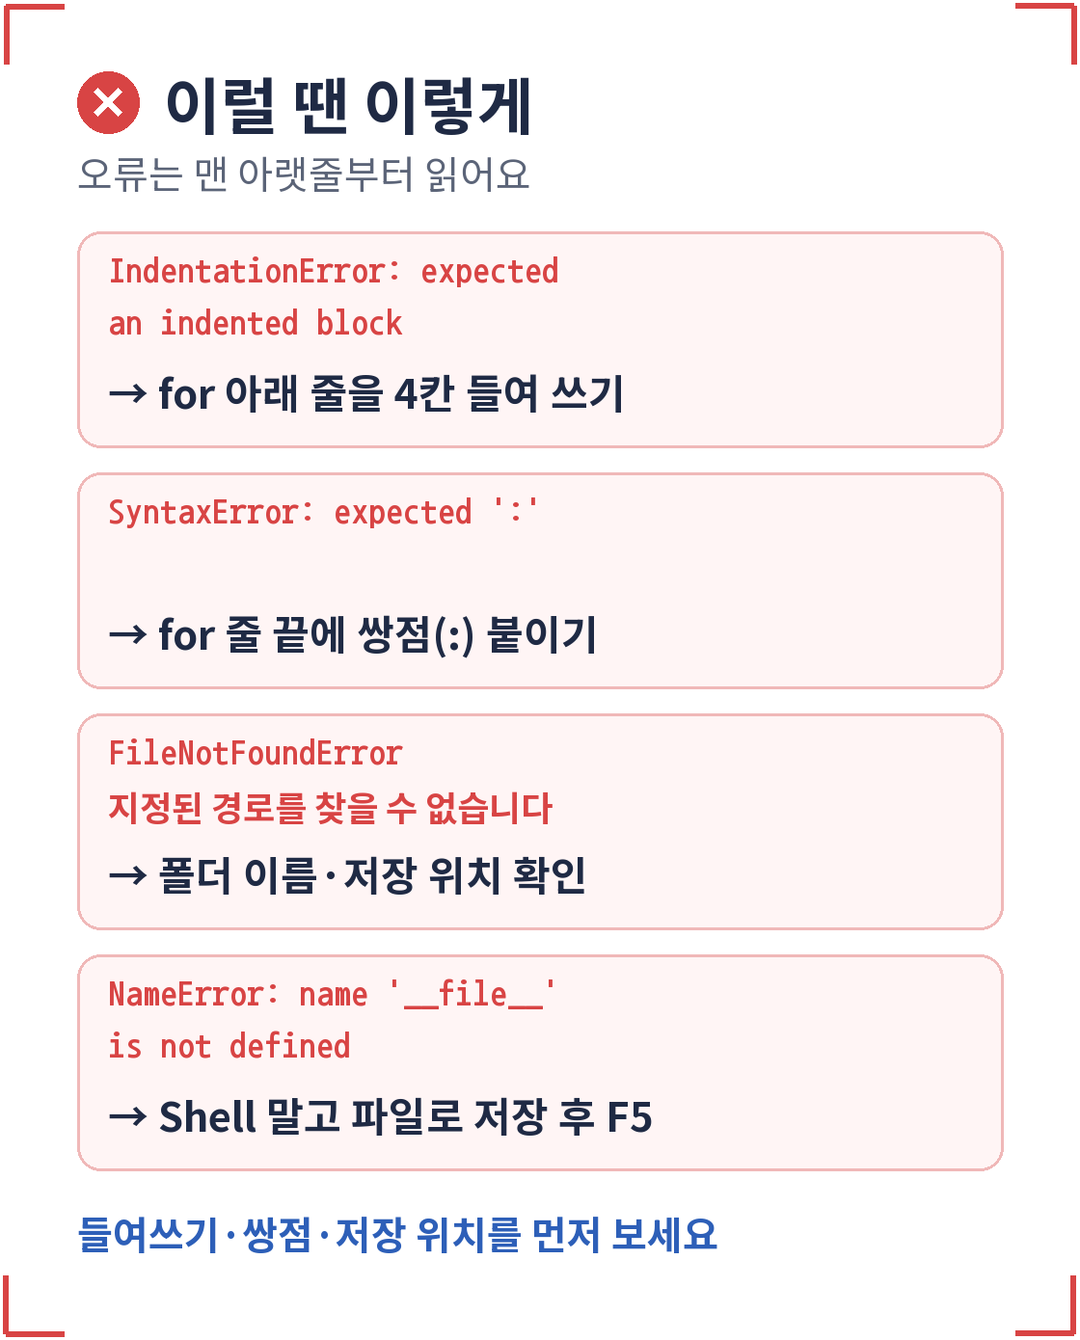 이럴 땐 이렇게
오류는 맨 아랫줄부터 읽어요
IndentationError: expected
an indented block
→ for 아래 줄을 4칸 들여 쓰기
SyntaxError: expected ':'
→ for 줄 끝에 쌍점(:) 붙이기
FileNotFoundError
지정된 경로를 찾을 수 없습니다
→ 폴더 이름·저장 위치 확인
NameError: name '__file__'
is not defined
→ Shell 말고 파일로 저장 후 F5
들여쓰기·쌍점·저장 위치를 먼저 보세요